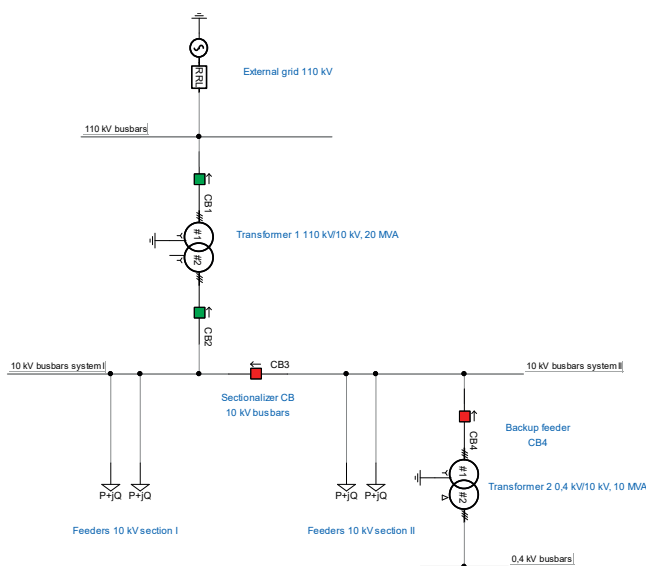 S
RRL
External grid 110 kV
110 kV busbars
CB1
#1
#2
Transformer 1 110 kV/10 kV, 20 MVA
CB2
10 kV busbars system I
CB3
10 kV busbars system II
Sectionalizer CB
10 kV busbars
Backup feeder
CB4
CB4
#1
#2
Transformer 2 0,4 kV/10 kV, 10 MVA
P+jQ
P+jQ
P+jQ
P+jQ
Feeders 10 kV section I
Feeders 10 kV section II
0,4 kV busbars